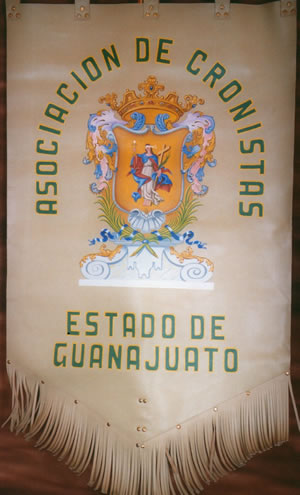 ASOCIACION DE CRONISTAS
ESTADO DE
GUANAJUATO